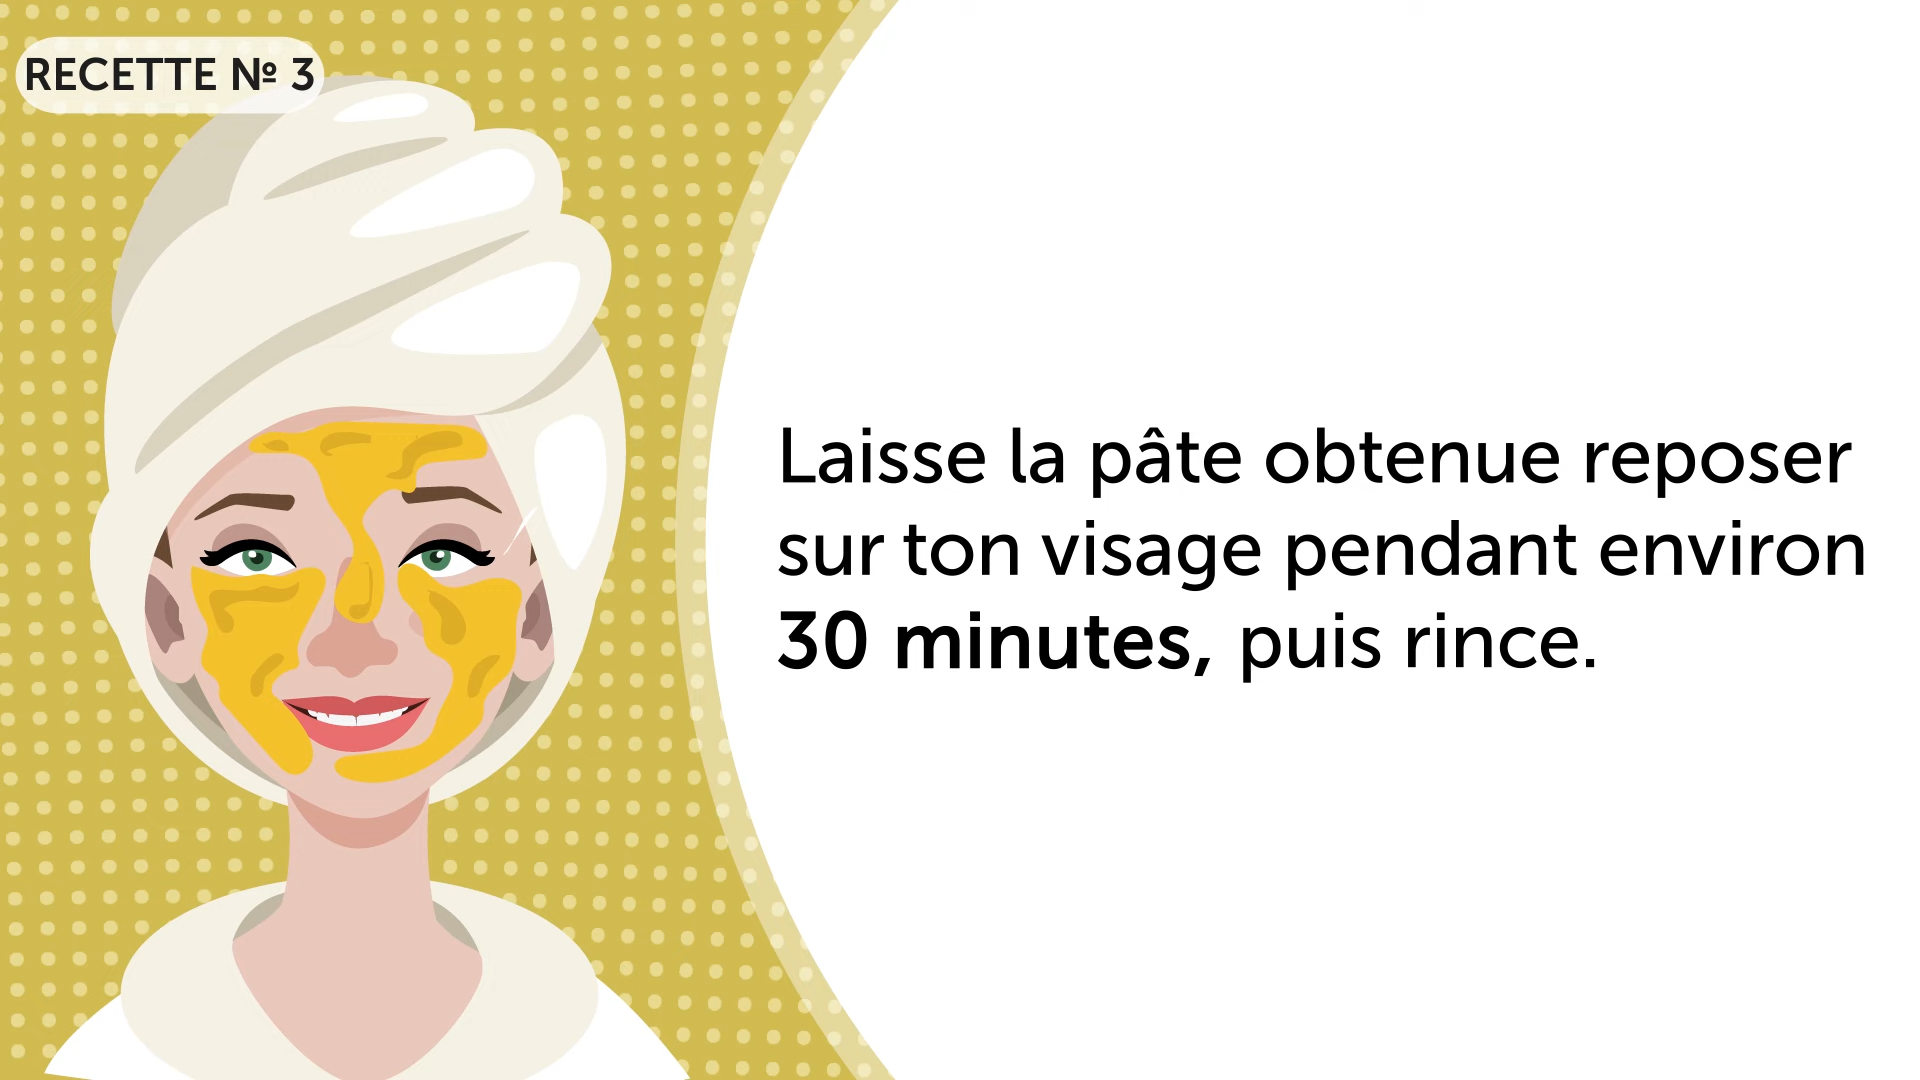 RECETTE № 3
Laisse la pâte obtenue reposer
sur ton visage pendant environ
30 minutes, puis rince.